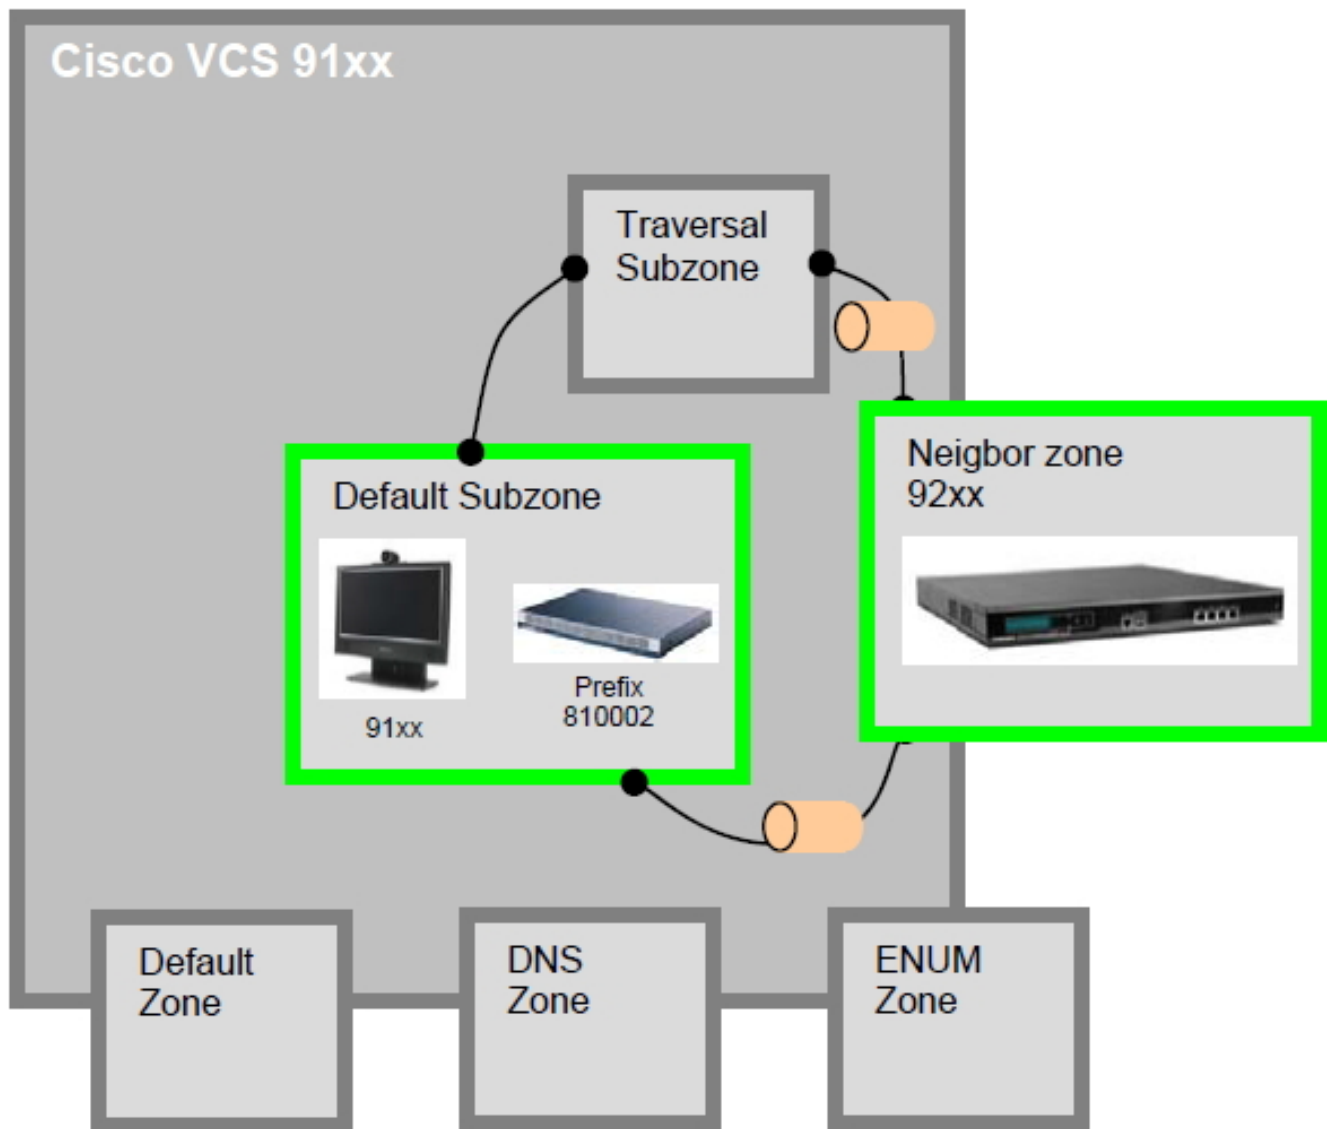 Cisco VCS 91xx
Traversal
Subzone
Neigbor zone
92xx
Default Subzone
91xx
Prefix
810002
Default
Zone
DNS
Zone
ENUM
Zone